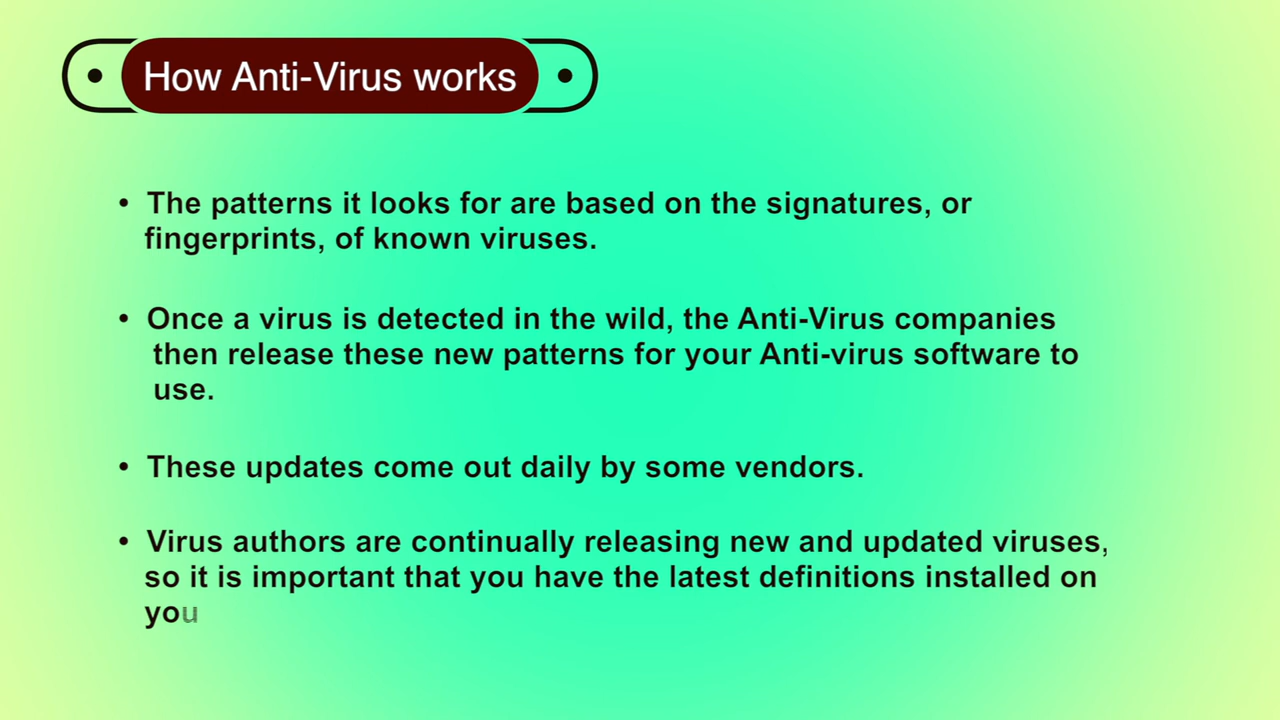 How Anti-Virus works
• The patterns it looks for are based on the signatures, or
fingerprints, of known viruses.
• Once a virus is detected in the wild, the Anti-Virus companies
then release these new patterns for your Anti-virus software to
use.
• These updates come out daily by some vendors.
• Virus authors are continually releasing new and updated viruses,
so it is important that you have the latest definitions installed on
you